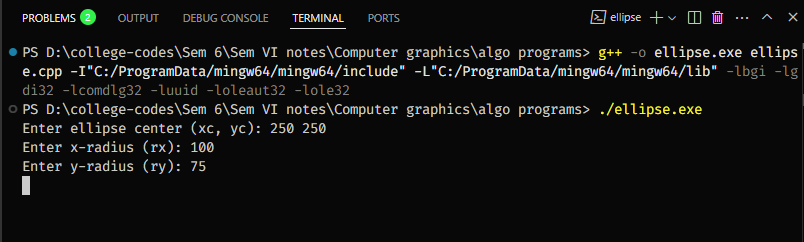 PROBLEMS 2 OUTPUT DEBUG CONSOLE TERMINAL PORTS ellipse
PS D:\college-codes\Sem 6\Sem VI notes\Computer graphics\algo programs> g++ -o ellipse.exe ellips
e.cpp -I"C:/ProgramData/mingw64/mingw64/include" -L"C:/ProgramData/mingw64/mingw64/lib" -lbgi -lg
di32 -lcomdlg32 -luuid -loleaut32 -lole32
PS D:\college-codes\Sem 6\Sem VI notes\Computer graphics\algo programs> ./ellipse.exe
Enter ellipse center (xc, yc): 250 250
Enter x-radius (rx): 100
Enter y-radius (ry): 75